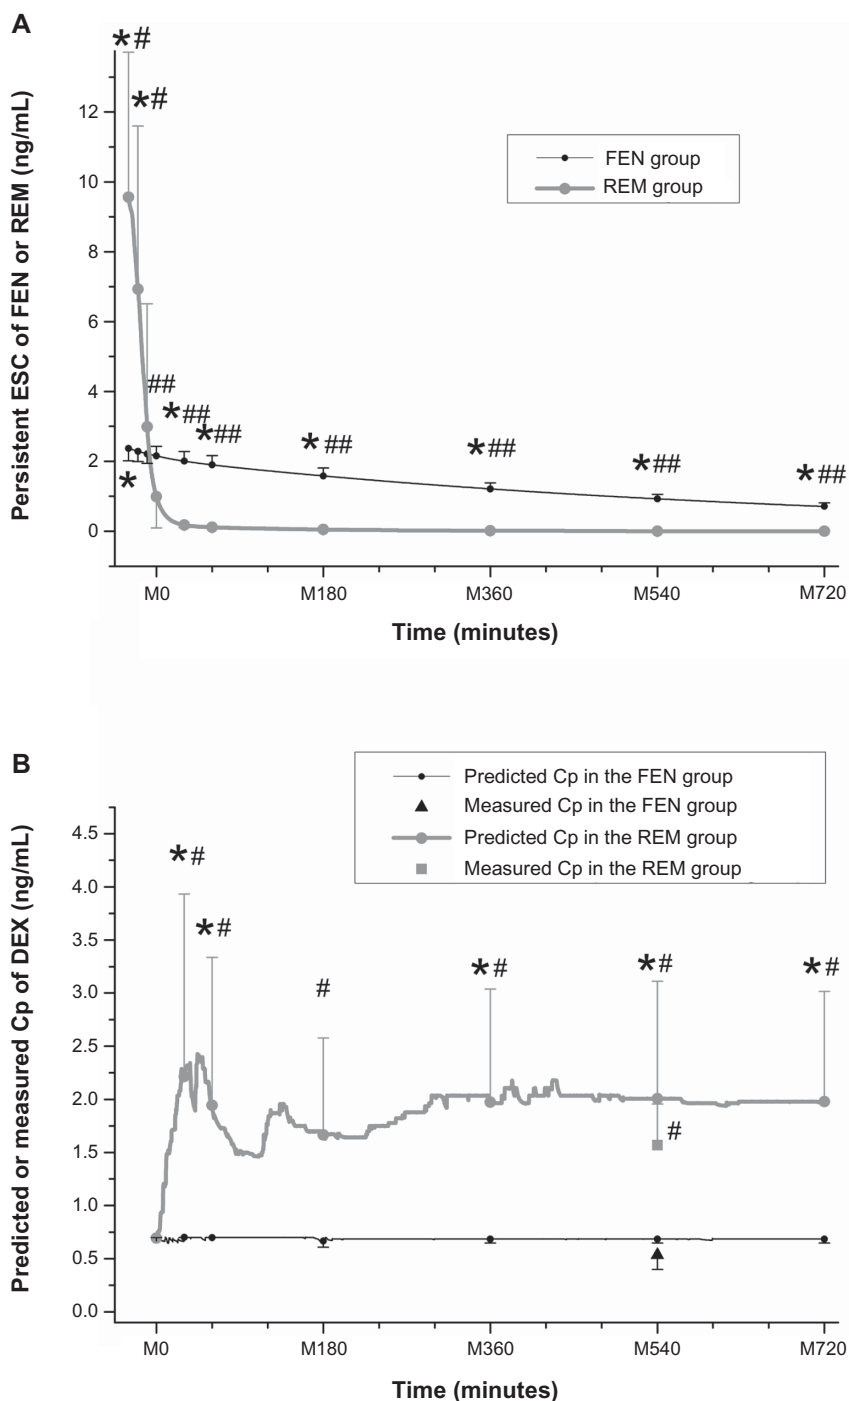 A
Persistent ESC of FEN or REM (ng/mL)
*#
*#
12
FEN group
REM group
10
8
6
4
##
*##
*##
*##
*##
*##
*##
2
*
0
M0 M180 M360 M540 M720
Time (minutes)
B
Predicted or measured Cp of DEX (ng/mL)
Predicted Cp in the FEN group
Measured Cp in the FEN group
Predicted Cp in the REM group
Measured Cp in the REM group
4.5
*#
4.0
*#
3.5
#
*#
*#
*#
3.0
2.5
2.0
#
1.5
1.0
0.5
0.0
M0 M180 M360 M540 M720
Time (minutes)